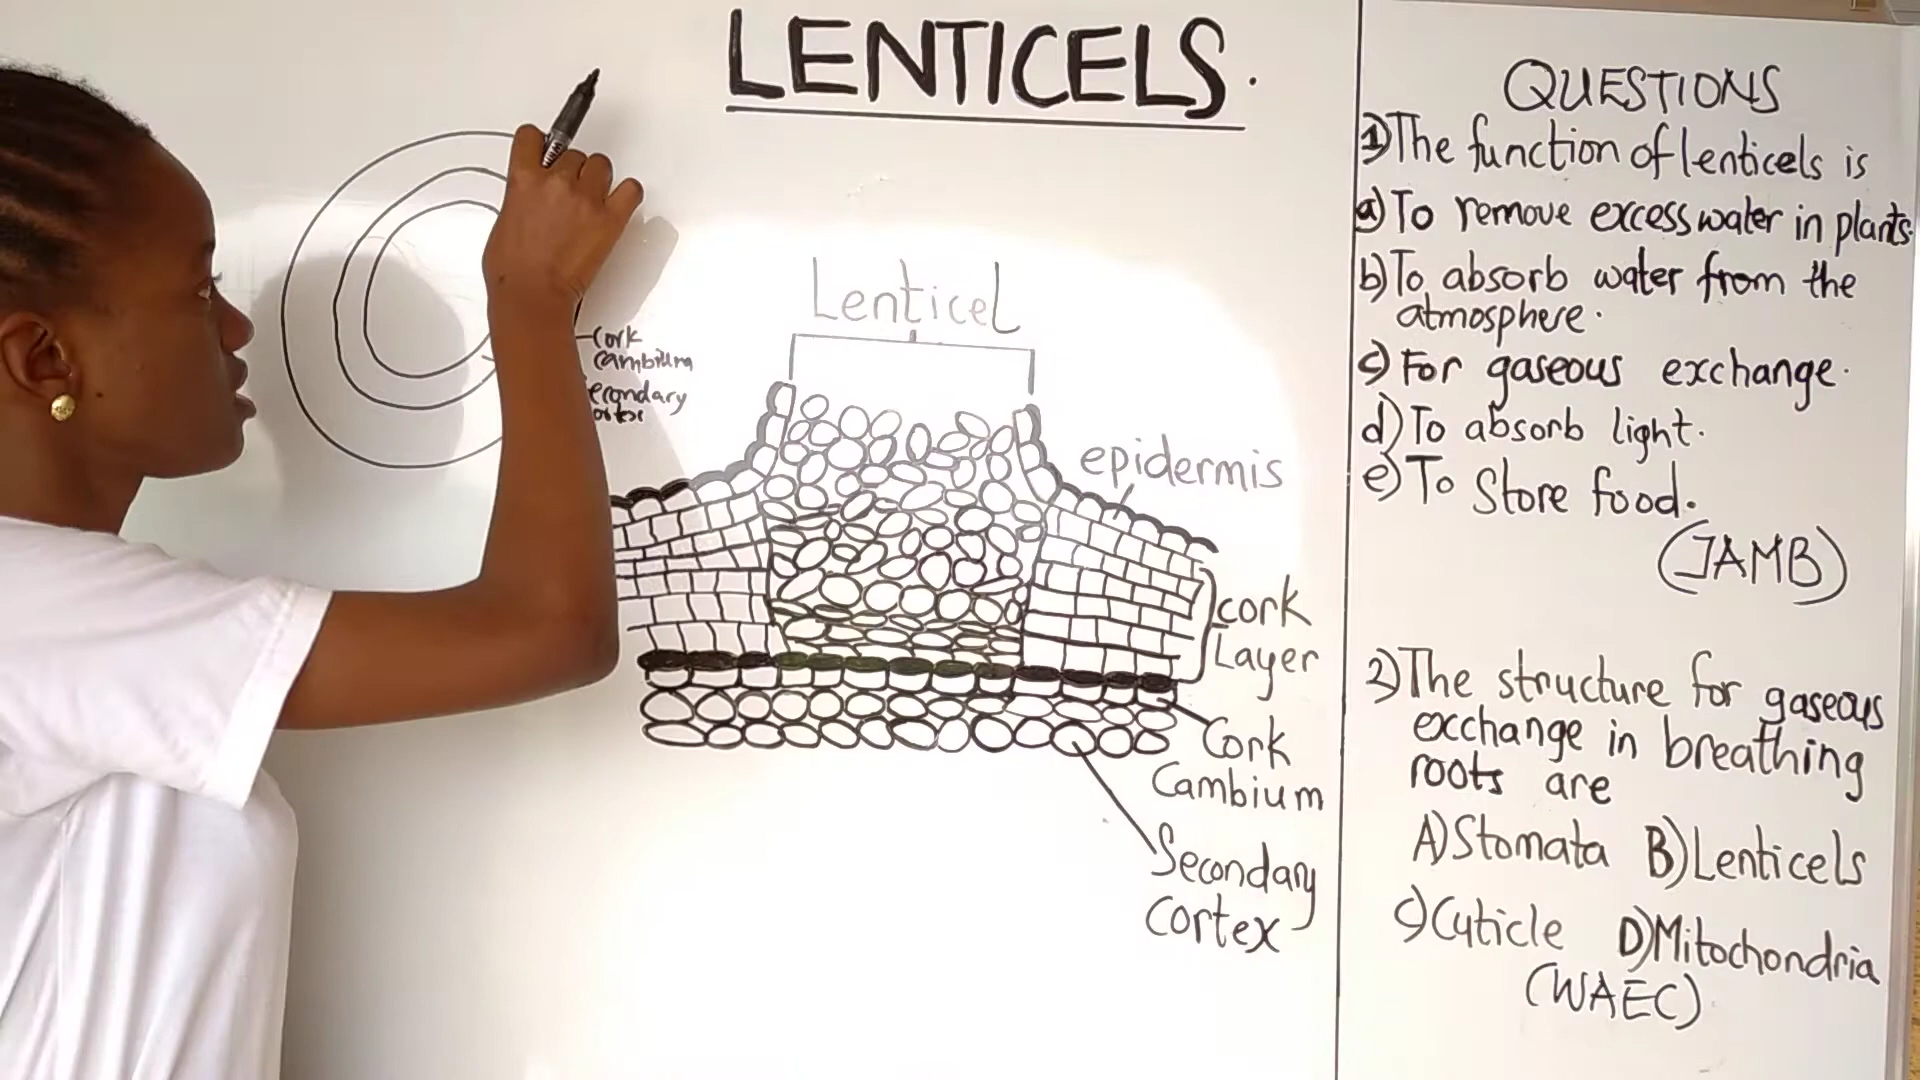 LENTICELS.
Cork
Cambium
econdary
ortex
Lenticel
epidermis
cork
Layer
Cork
Cambium
Secondary
Cortex
QUESTIONS
1) The function of lenticels is
a) To remove excess water in plants.
b) To absorb water from the
atmosphere.
c) For gaseous exchange.
d) To absorb light.
e) To Store food.
(JAMB)
2) The structure for gaseous
exchange in breathing
roots are
A) Stomata B) Lenticels
C) Cuticle D) Mitochondria
(WAEC)